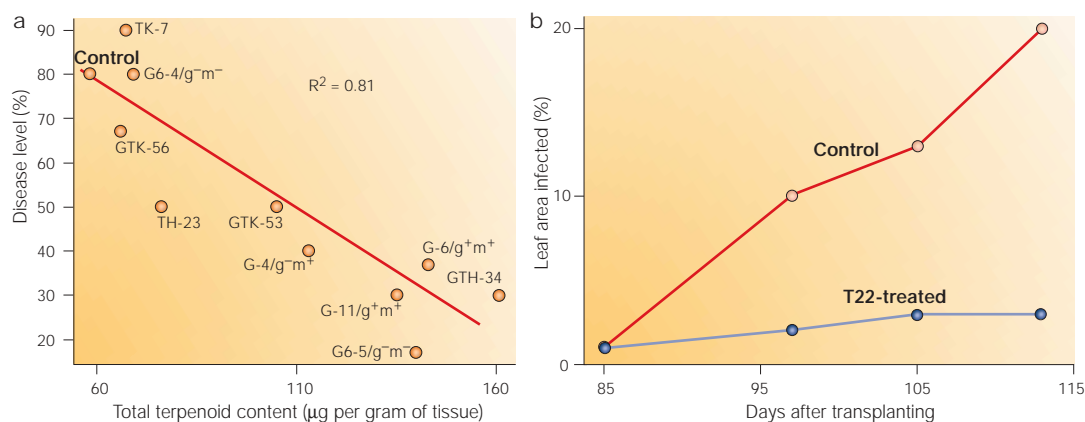 a
Disease level (%)
90
80
70
60
50
40
30
20
TK-7
Control
G6-4/g⁻m⁻
R² = 0.81
GTK-56
TH-23
GTK-53
G-4/g⁻m⁺
G-6/g⁺m⁺
GTH-34
G-11/g⁺m⁺
G6-5/g⁻m⁻
60 110 160
Total terpenoid content (µg per gram of tissue)
b
Leaf area infected (%)
20
10
0
Control
T22-treated
85 95 105 115
Days after transplanting